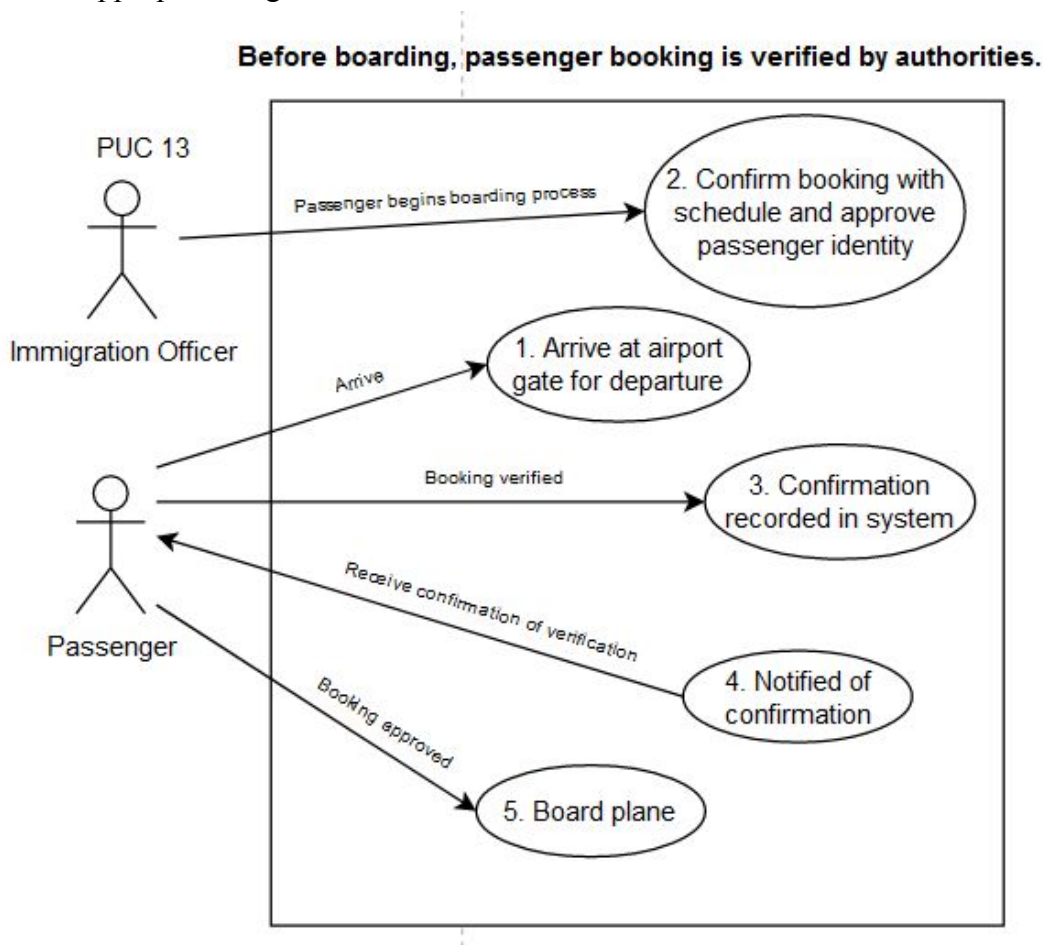 Before boarding, passenger booking is verified by authorities.
PUC 13
Immigration Officer
Passenger begins boarding process
2. Confirm booking with
schedule and approve
passenger identity
Arrive
1. Arrive at airport
gate for departure
Booking verified
3. Confirmation
recorded in system
Passenger
Receive confirmation of verification
4. Notified of
confirmation
Booking approved
5. Board plane